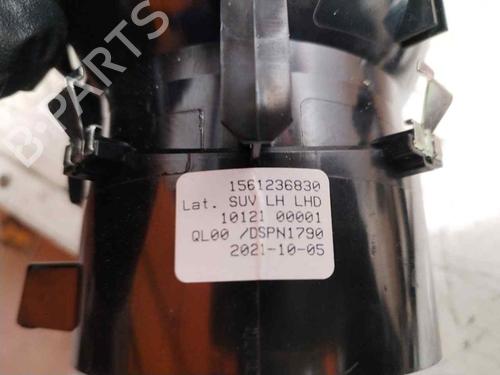 B-PARTS
1561236830
Lat. SUV LH LHD
10121 00001
QL00 /DSPN1790
2021-10-05